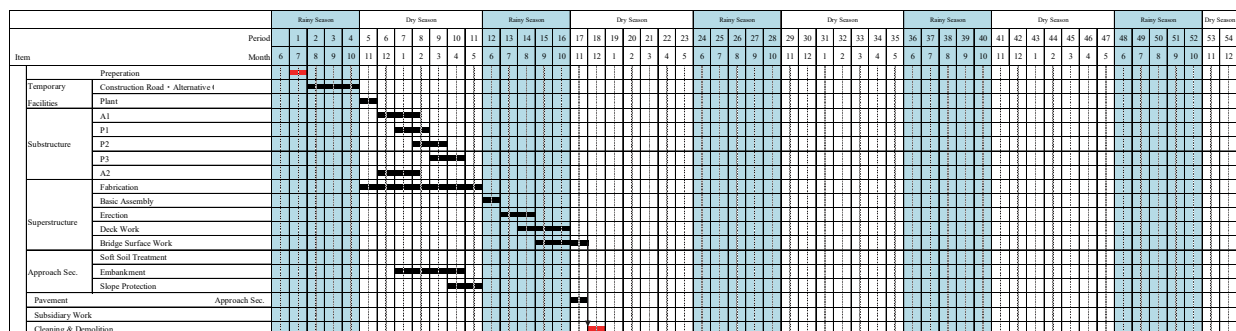 Rainy Season Dry Season Rainy Season Dry Season Rainy Season Dry Season Rainy Season Dry Season Rainy Season Dry Season
Period 1 2 3 4 5 6 7 8 9 10 11 12 13 14 15 16 17 18 19 20 21 22 23 24 25 26 27 28 29 30 31 32 33 34 35 36 37 38 39 40 41 42 43 44 45 46 47 48 49 50 51 52 53 54
Item Month 6 7 8 9 10 11 12 1 2 3 4 5 6 7 8 9 10 11 12 1 2 3 4 5 6 7 8 9 10 11 12 1 2 3 4 5 6 7 8 9 10 11 12 1 2 3 4 5 6 7 8 9 10 11 12
Preperation
Temporary Construction Road・Alternative (
Facilities Plant
A1
P1
Substructure P2
P3
A2
Fabrication
Basic Assembly
Superstructure Erection
Deck Work
Bridge Surface Work
Soft Soil Treatment
Approach Sec. Embankment
Slope Protection
Pavement Approach Sec.
Subsidiary Work
Cleaning & Demolition